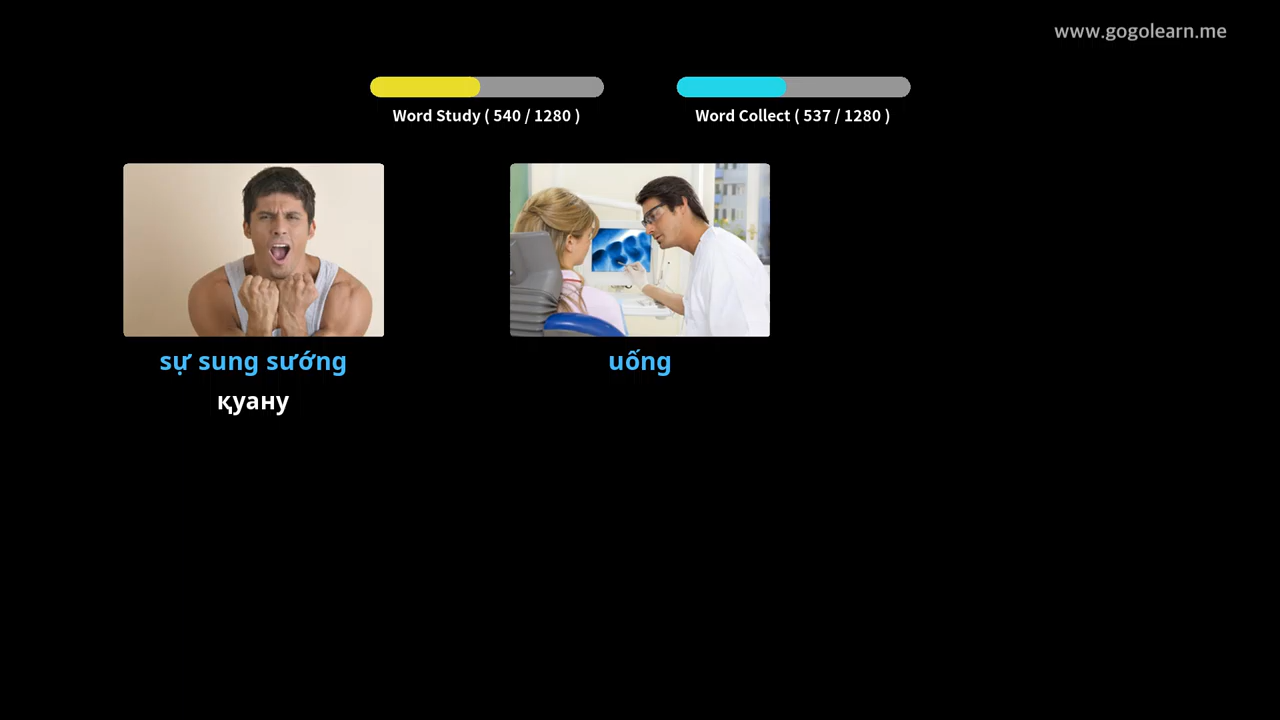 www.gogolearn.me
Word Study ( 540 / 1280 )
Word Collect ( 537 / 1280 )
sự sung sướng
uống
қуану